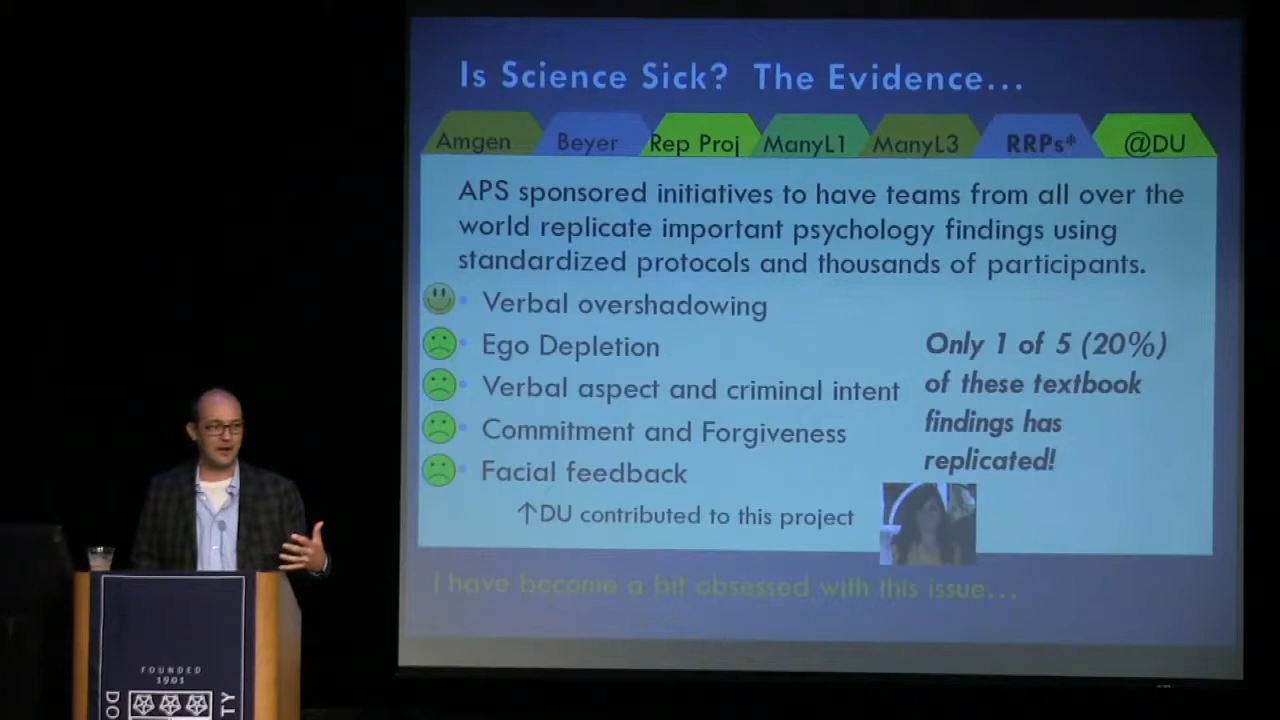 Is Science Sick? The Evidence...
Amgen
Beyer
Rep Proj
ManyL1
ManyL3
RRPs*
@DU
APS sponsored initiatives to have teams from all over the
world replicate important psychology findings using
standardized protocols and thousands of participants.
• Verbal overshadowing
• Ego Depletion
• Verbal aspect and criminal intent
• Commitment and Forgiveness
• Facial feedback
↑DU contributed to this project
Only 1 of 5 (20%)
of these textbook
findings has
replicated!
I have become a bit obsessed with this issue...
FOUNDED
1901
DO
TY